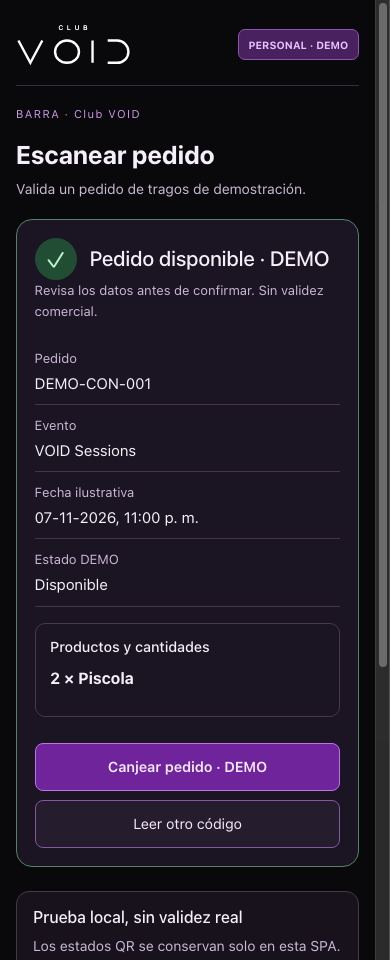 CLUB
VOID
PERSONAL · DEMO
BARRA · Club VOID
Escanear pedido
Valida un pedido de tragos de demostración.
Pedido disponible · DEMO
Revisa los datos antes de confirmar. Sin validez
comercial.
Pedido
DEMO-CON-001
Evento
VOID Sessions
Fecha ilustrativa
07-11-2026, 11:00 p. m.
Estado DEMO
Disponible
Productos y cantidades
2 × Piscola
Canjear pedido · DEMO
Leer otro código
Prueba local, sin validez real
Los estados QR se conservan solo en esta SPA.